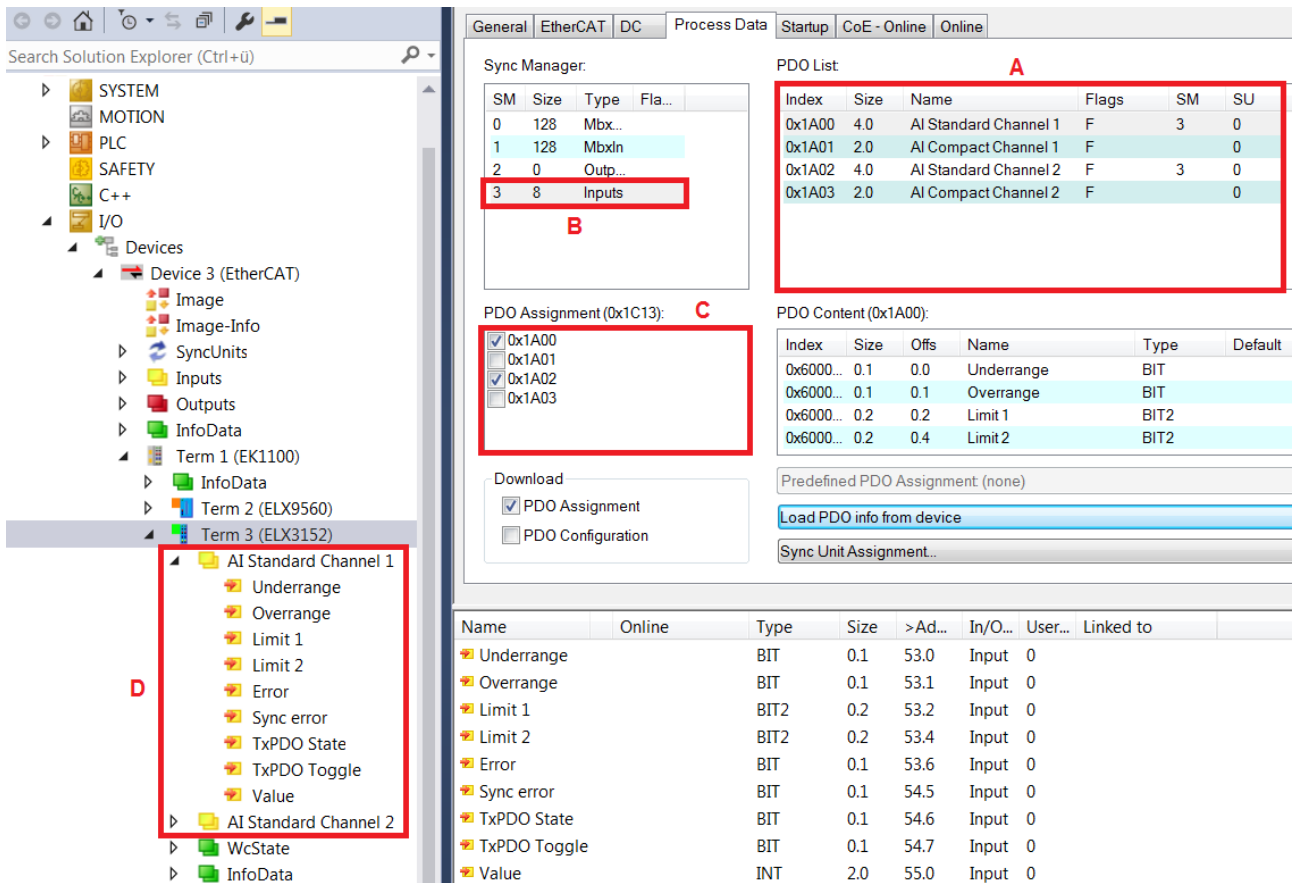 Search Solution Explorer (Ctrl+ü)
SYSTEM
MOTION
PLC
SAFETY
C++
I/O
Devices
Device 3 (EtherCAT)
Image
Image-Info
SyncUnits
Inputs
Outputs
InfoData
Term 1 (EK1100)
InfoData
Term 2 (ELX9560)
Term 3 (ELX3152)
AI Standard Channel 1
Underrange
Overrange
Limit 1
Limit 2
D
Error
Sync error
TxPDO State
TxPDO Toggle
Value
AI Standard Channel 2
WcState
InfoData
General EtherCAT DC Process Data Startup CoE - Online Online
Sync Manager:
SM Size Type Fla...
0 128 Mbx...
1 128 MbxIn
2 0 Outp...
3 8 Inputs
B
PDO List:
A
Index Size Name Flags SM SU
0x1A00 4.0 AI Standard Channel 1 F 3 0
0x1A01 2.0 AI Compact Channel 1 F 0
0x1A02 4.0 AI Standard Channel 2 F 3 0
0x1A03 2.0 AI Compact Channel 2 F 0
PDO Assignment (0x1C13):
C
0x1A00
0x1A01
0x1A02
0x1A03
PDO Content (0x1A00):
Index Size Offs Name Type Default
0x6000... 0.1 0.0 Underrange BIT
0x6000... 0.1 0.1 Overrange BIT
0x6000... 0.2 0.2 Limit 1 BIT2
0x6000... 0.2 0.4 Limit 2 BIT2
Download
PDO Assignment
PDO Configuration
Predefined PDO Assignment: (none)
Load PDO info from device
Sync Unit Assignment...
Name Online Type Size >Ad... In/O... User... Linked to
Underrange BIT 0.1 53.0 Input 0
Overrange BIT 0.1 53.1 Input 0
Limit 1 BIT2 0.2 53.2 Input 0
Limit 2 BIT2 0.2 53.4 Input 0
Error BIT 0.1 53.6 Input 0
Sync error BIT 0.1 54.5 Input 0
TxPDO State BIT 0.1 54.6 Input 0
TxPDO Toggle BIT 0.1 54.7 Input 0
Value INT 2.0 55.0 Input 0